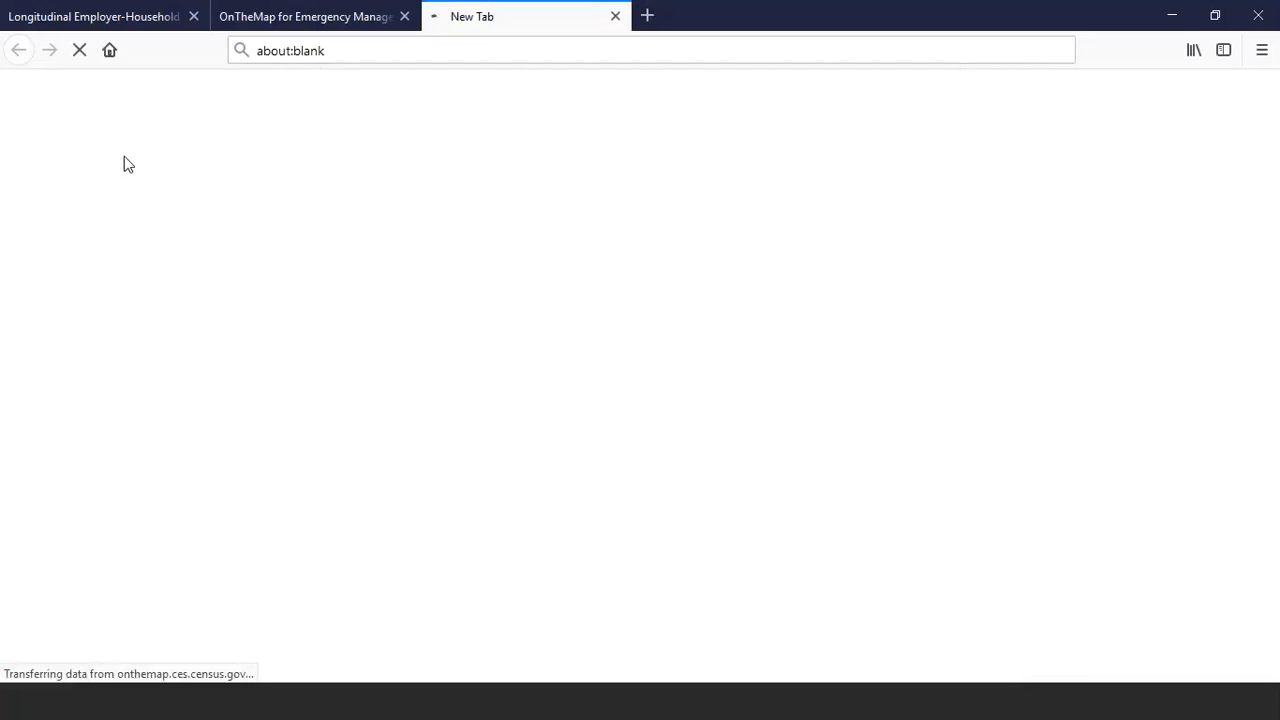 Longitudinal Employer-Household
OnTheMap for Emergency Manage
New Tab
about:blank
Transferring data from onthemap.ces.census.gov...